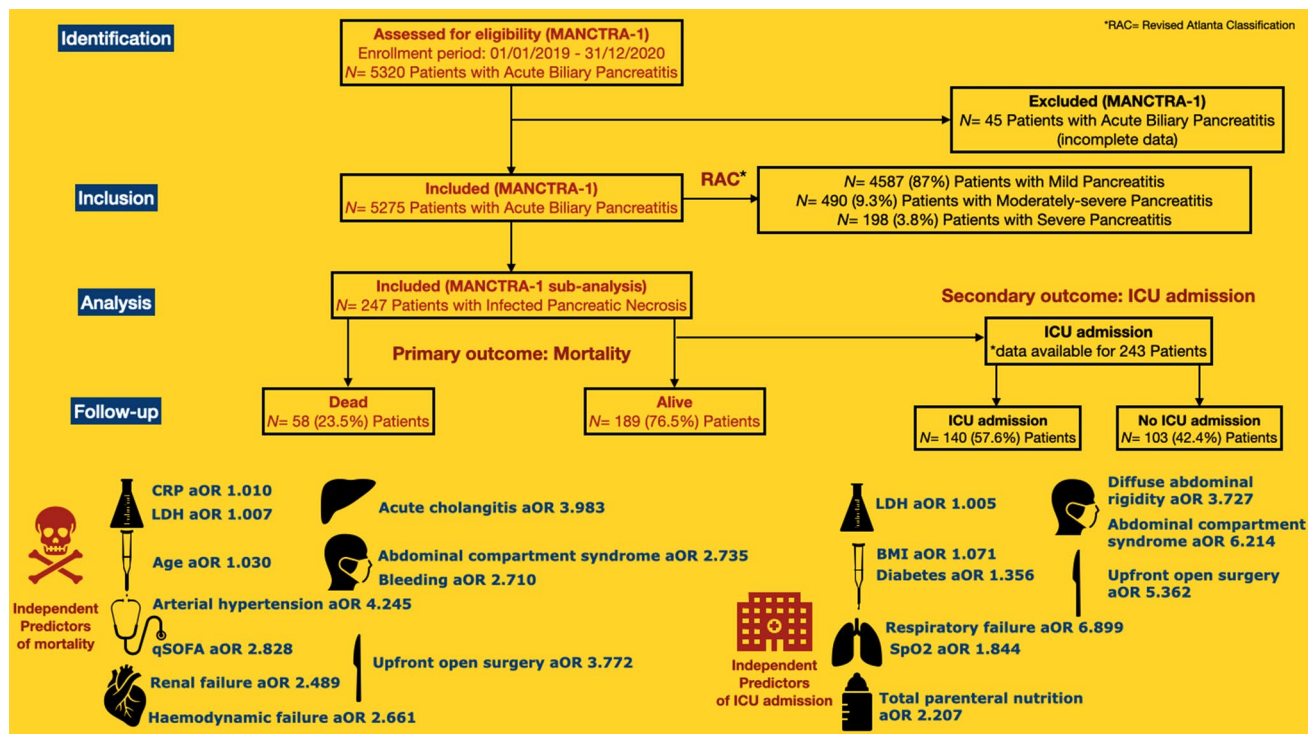 *RAC= Revised Atlanta Classification
Identification
Assessed for eligibility (MANCTRA-1)
Enrollment period: 01/01/2019 - 31/12/2020
N= 5320 Patients with Acute Biliary Pancreatitis
Excluded (MANCTRA-1)
N= 45 Patients with Acute Biliary Pancreatitis
(incomplete data)
Inclusion
Included (MANCTRA-1)
N= 5275 Patients with Acute Biliary Pancreatitis
RAC*
N= 4587 (87%) Patients with Mild Pancreatitis
N= 490 (9.3%) Patients with Moderately-severe Pancreatitis
N= 198 (3.8%) Patients with Severe Pancreatitis
Analysis
Included (MANCTRA-1 sub-analysis)
N= 247 Patients with Infected Pancreatic Necrosis
Secondary outcome: ICU admission
ICU admission
*data available for 243 Patients
Primary outcome: Mortality
Follow-up
Dead
N= 58 (23.5%) Patients
Alive
N= 189 (76.5%) Patients
ICU admission
N= 140 (57.6%) Patients
No ICU admission
N= 103 (42.4%) Patients
Independent
Predictors
of mortality
CRP aOR 1.010
LDH aOR 1.007
Age aOR 1.030
Arterial hypertension aOR 4.245
qSOFA aOR 2.828
Renal failure aOR 2.489
Haemodynamic failure aOR 2.661
Acute cholangitis aOR 3.983
Abdominal compartment syndrome aOR 2.735
Bleeding aOR 2.710
Upfront open surgery aOR 3.772
Independent
Predictors
of ICU admission
LDH aOR 1.005
BMI aOR 1.071
Diabetes aOR 1.356
Respiratory failure aOR 6.899
SpO2 aOR 1.844
Total parenteral nutrition
aOR 2.207
Diffuse abdominal
rigidity aOR 3.727
Abdominal compartment
syndrome aOR 6.214
Upfront open surgery
aOR 5.362